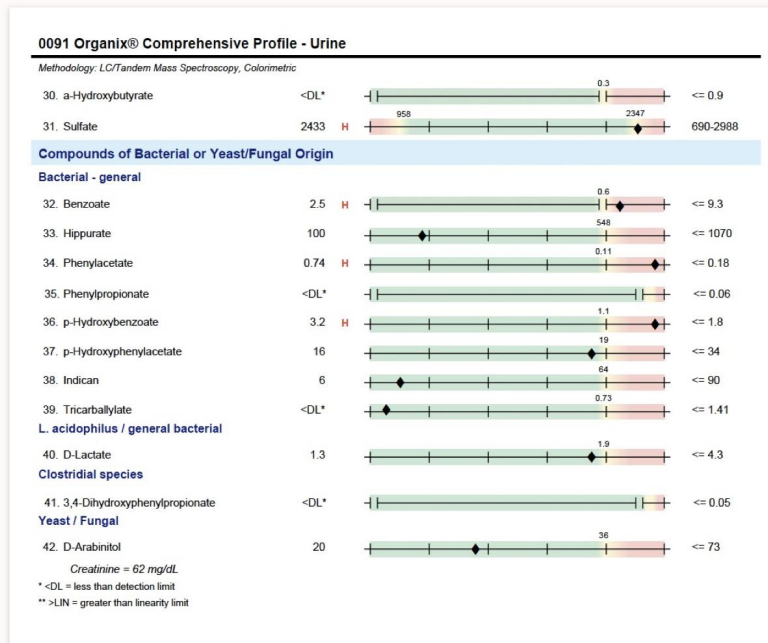 0091 Organix® Comprehensive Profile - Urine
Methodology: LC/Tandem Mass Spectroscopy, Colorimetric
0.3
30. a-Hydroxybutyrate <DL* <= 0.9
958 2347
31. Sulfate 2433 H 690-2988
Compounds of Bacterial or Yeast/Fungal Origin
Bacterial - general
0.6
32. Benzoate 2.5 H <= 9.3
548
33. Hippurate 100 <= 1070
0.11
34. Phenylacetate 0.74 H <= 0.18
35. Phenylpropionate <DL* <= 0.06
1.1
36. p-Hydroxybenzoate 3.2 H <= 1.8
19
37. p-Hydroxyphenylacetate 16 <= 34
64
38. Indican 6 <= 90
0.73
39. Tricarballylate <DL* <= 1.41
L. acidophilus / general bacterial
1.9
40. D-Lactate 1.3 <= 4.3
Clostridial species
41. 3,4-Dihydroxyphenylpropionate <DL* <= 0.05
Yeast / Fungal
36
42. D-Arabinitol 20 <= 73
Creatinine = 62 mg/dL
* <DL = less than detection limit
** >LIN = greater than linearity limit